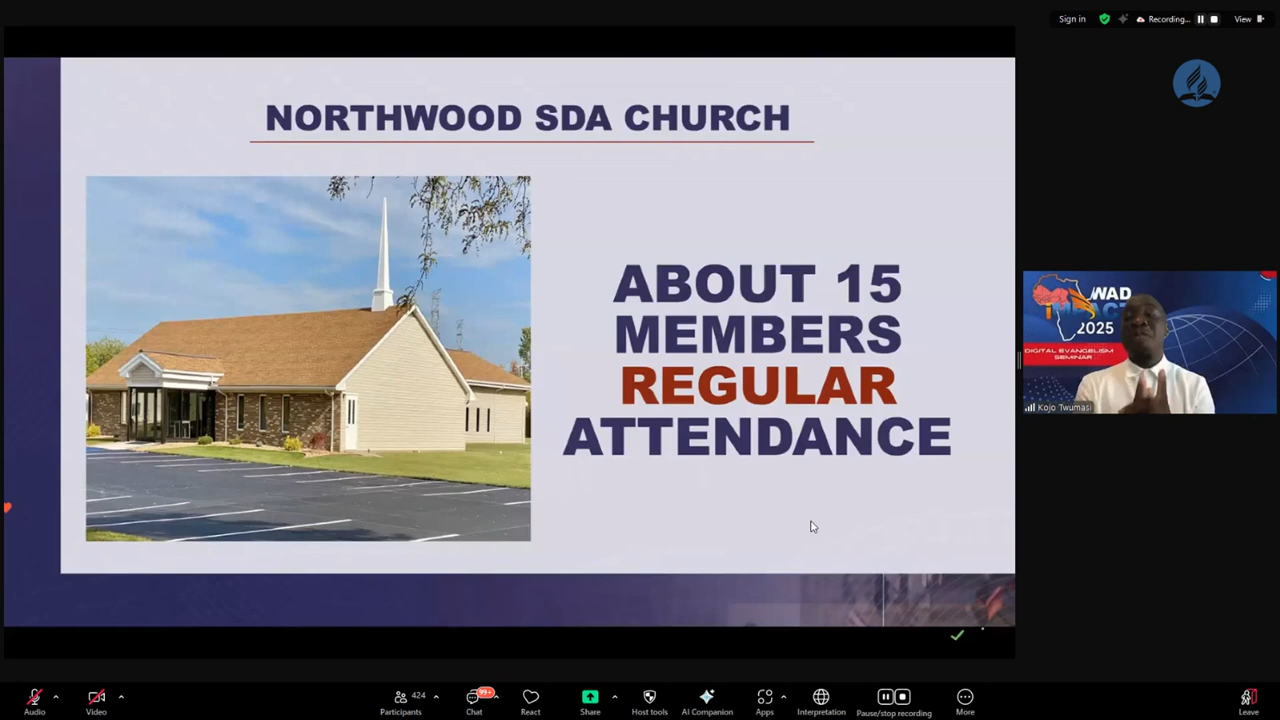 Sign in
Recording...
View
NORTHWOOD SDA CHURCH
ABOUT 15
MEMBERS
REGULAR
ATTENDANCE
WAD
2025
DIGITAL EVANGELISM
SEMINAR
Kojo Twumasi
Audio
Video
424
Participants
99+
Chat
React
Share
Host tools
AI Companion
Apps
Interpretation
Pause/stop recording
More
Leave